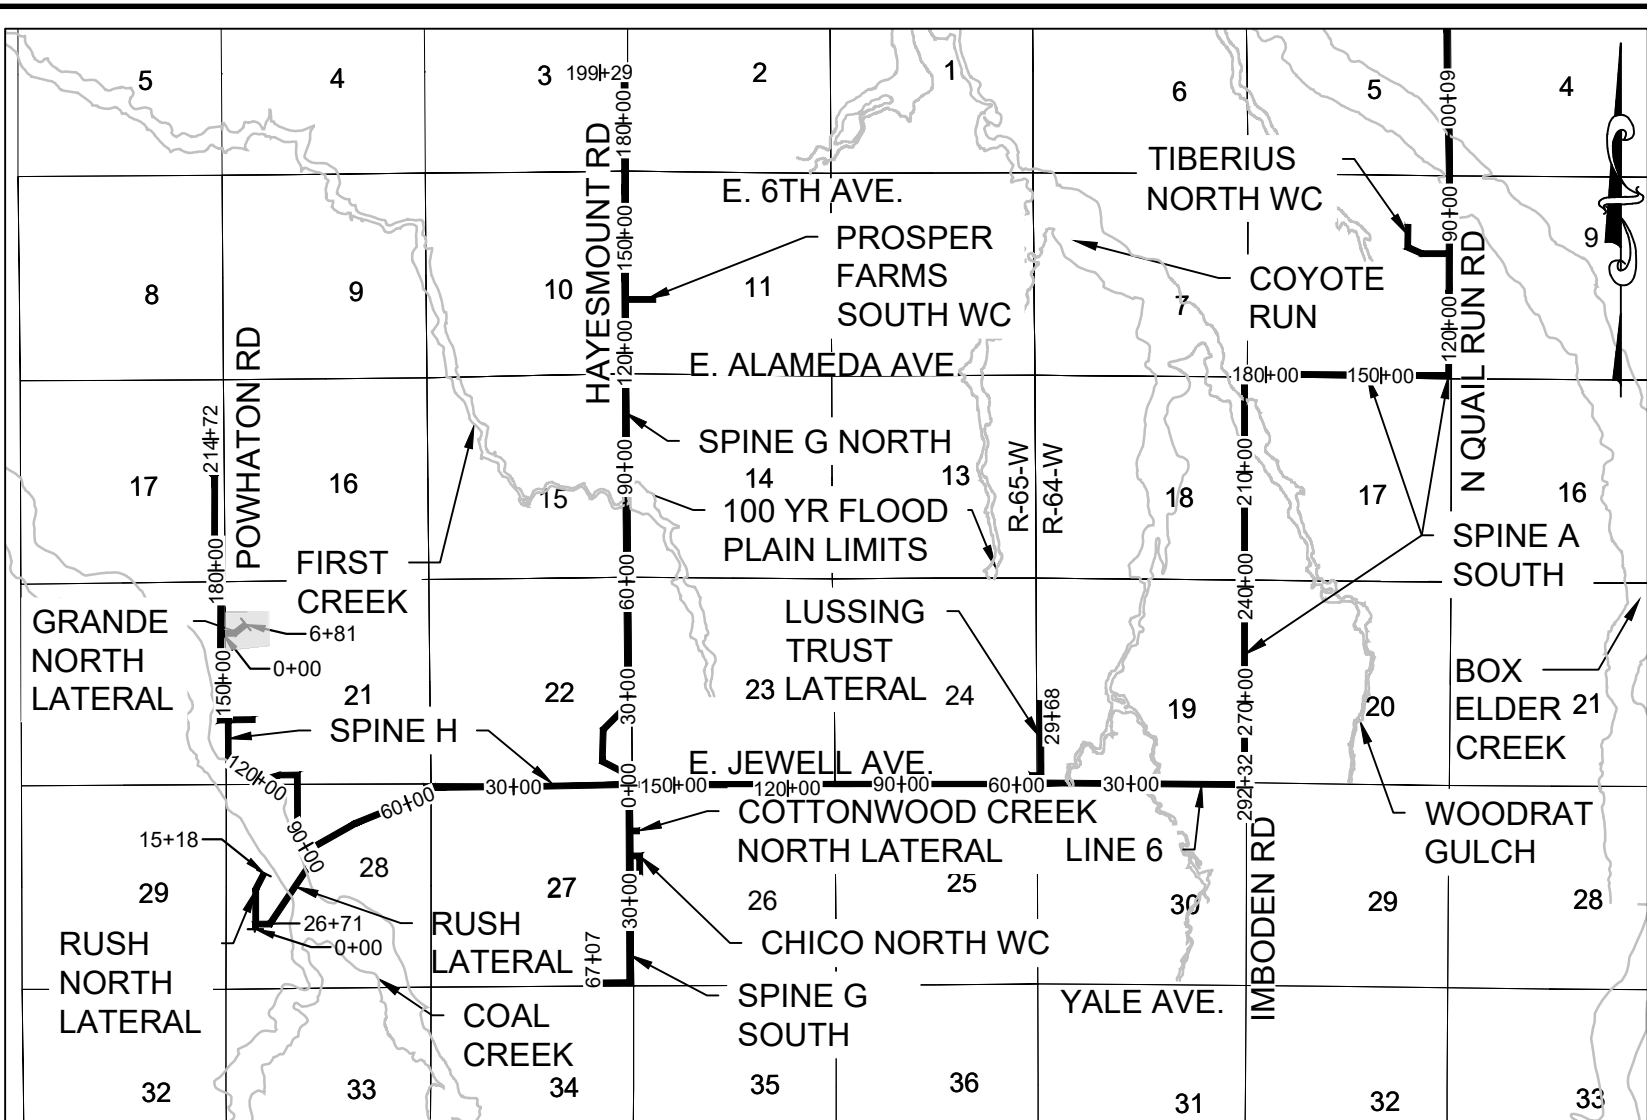 5
4
3
199+29
2
1
6
5
4
60+00
180+00
HAYESMOUNT RD
TIBERIUS
NORTH WC
E. 6TH AVE.
90+00
150+00
PROSPER
FARMS
SOUTH WC
COYOTE
RUN
8
9
10
11
7
9
N QUAIL RUN RD
120+00
120+00
E. ALAMEDA AVE.
180+00
150+00
POWHATON RD
214+72
SPINE G NORTH
90+00
17
16
15
14
13
R-65-W
R-64-W
18
210+00
17
16
100 YR FLOOD
PLAIN LIMITS
SPINE A
SOUTH
180+00
FIRST
CREEK
60+00
240+00
GRANDE
NORTH
LATERAL
6+81
0+00
LUSSING
TRUST
LATERAL
BOX
ELDER
CREEK
150+00
21
22
30+00
23
24
29+68
19
270+00
20
21
SPINE H
E. JEWELL AVE.
120+00
60+00
30+00
0+00
150+00
120+00
90+00
60+00
30+00
292+32
COTTONWOOD CREEK
NORTH LATERAL
LINE 6
WOODRAT
GULCH
IMBODEN RD
15+18
90+00
28
29
27
26
25
30
29
28
30+00
RUSH
LATERAL
26+71
0+00
RUSH
NORTH
LATERAL
CHICO NORTH WC
67+07
SPINE G
SOUTH
YALE AVE.
COAL
CREEK
32
33
34
35
36
31
32
33